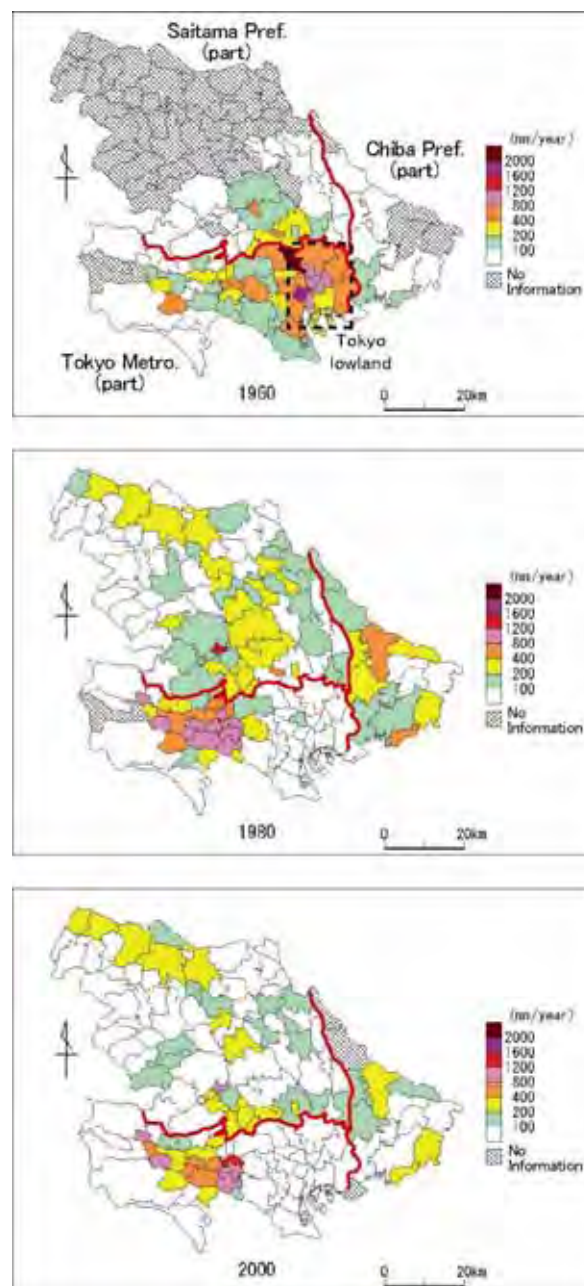 Saitama Pref.
(part)
Chiba Pref.
(part)
Tokyo Metro.
(part)
Tokyo
lowland
1960
0 20km
(mm/year)
2000
1600
1200
800
400
200
100
No
Information
(mm/year)
2000
1600
1200
800
400
200
100
No
Information
1980
0 20km
(mm/year)
2000
1600
1200
800
400
200
100
No
Information
2000
0 20km